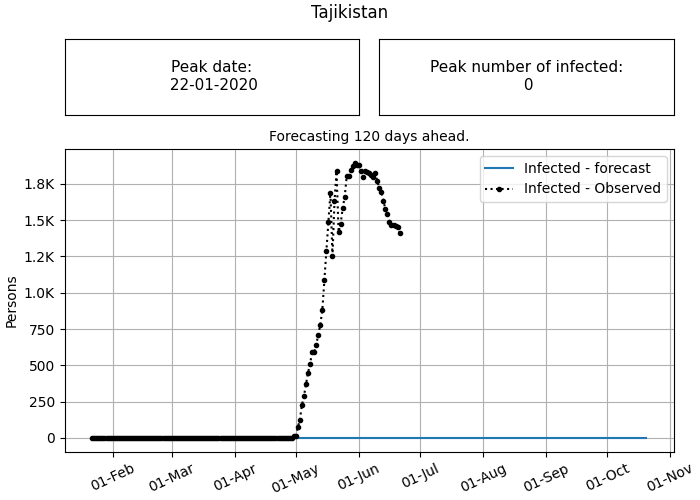 Tajikistan
Peak date:
22-01-2020
Peak number of infected:
0
Forecasting 120 days ahead.
Infected - forecast
Infected - Observed
Persons
1.8K
1.5K
1.2K
1.0K
750
500
250
0
01-Feb
01-Mar
01-Apr
01-May
01-Jun
01-Jul
01-Aug
01-Sep
01-Oct
01-Nov